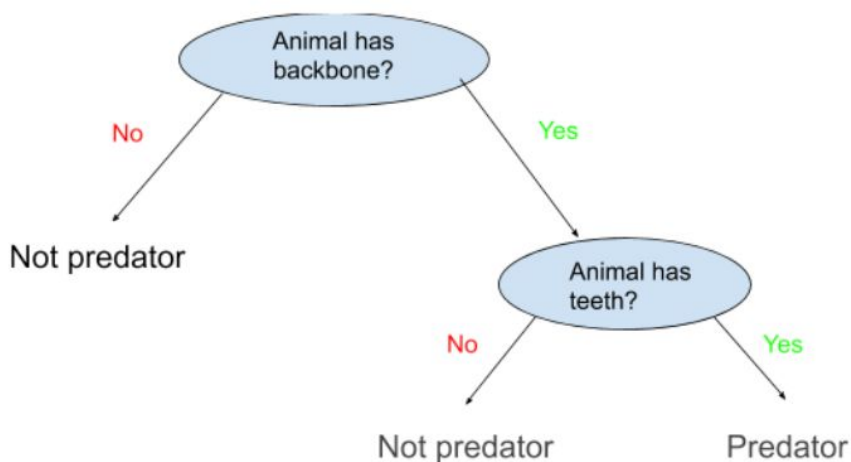 Animal has
backbone?
No
Yes
Not predator
Animal has
teeth?
No
Yes
Not predator
Predator